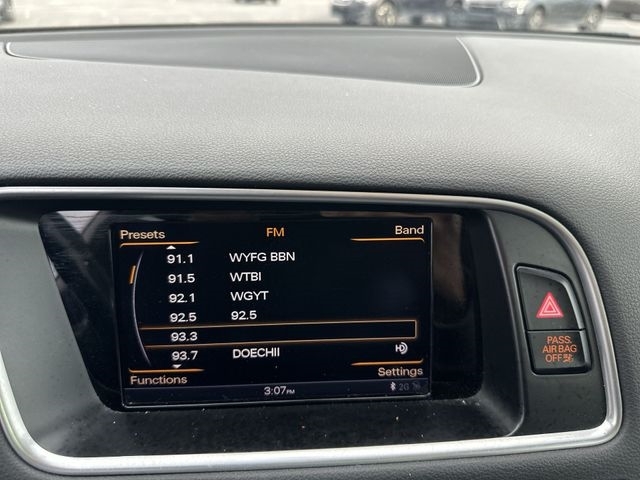 Presets FM Band
91.1 WYFG BBN
91.5 WTBI
92.1 WGYT
92.5 92.5
93.3
93.7 DOECHII
Functions Settings
3:07PM 2G
PASS.
AIR BAG
OFF